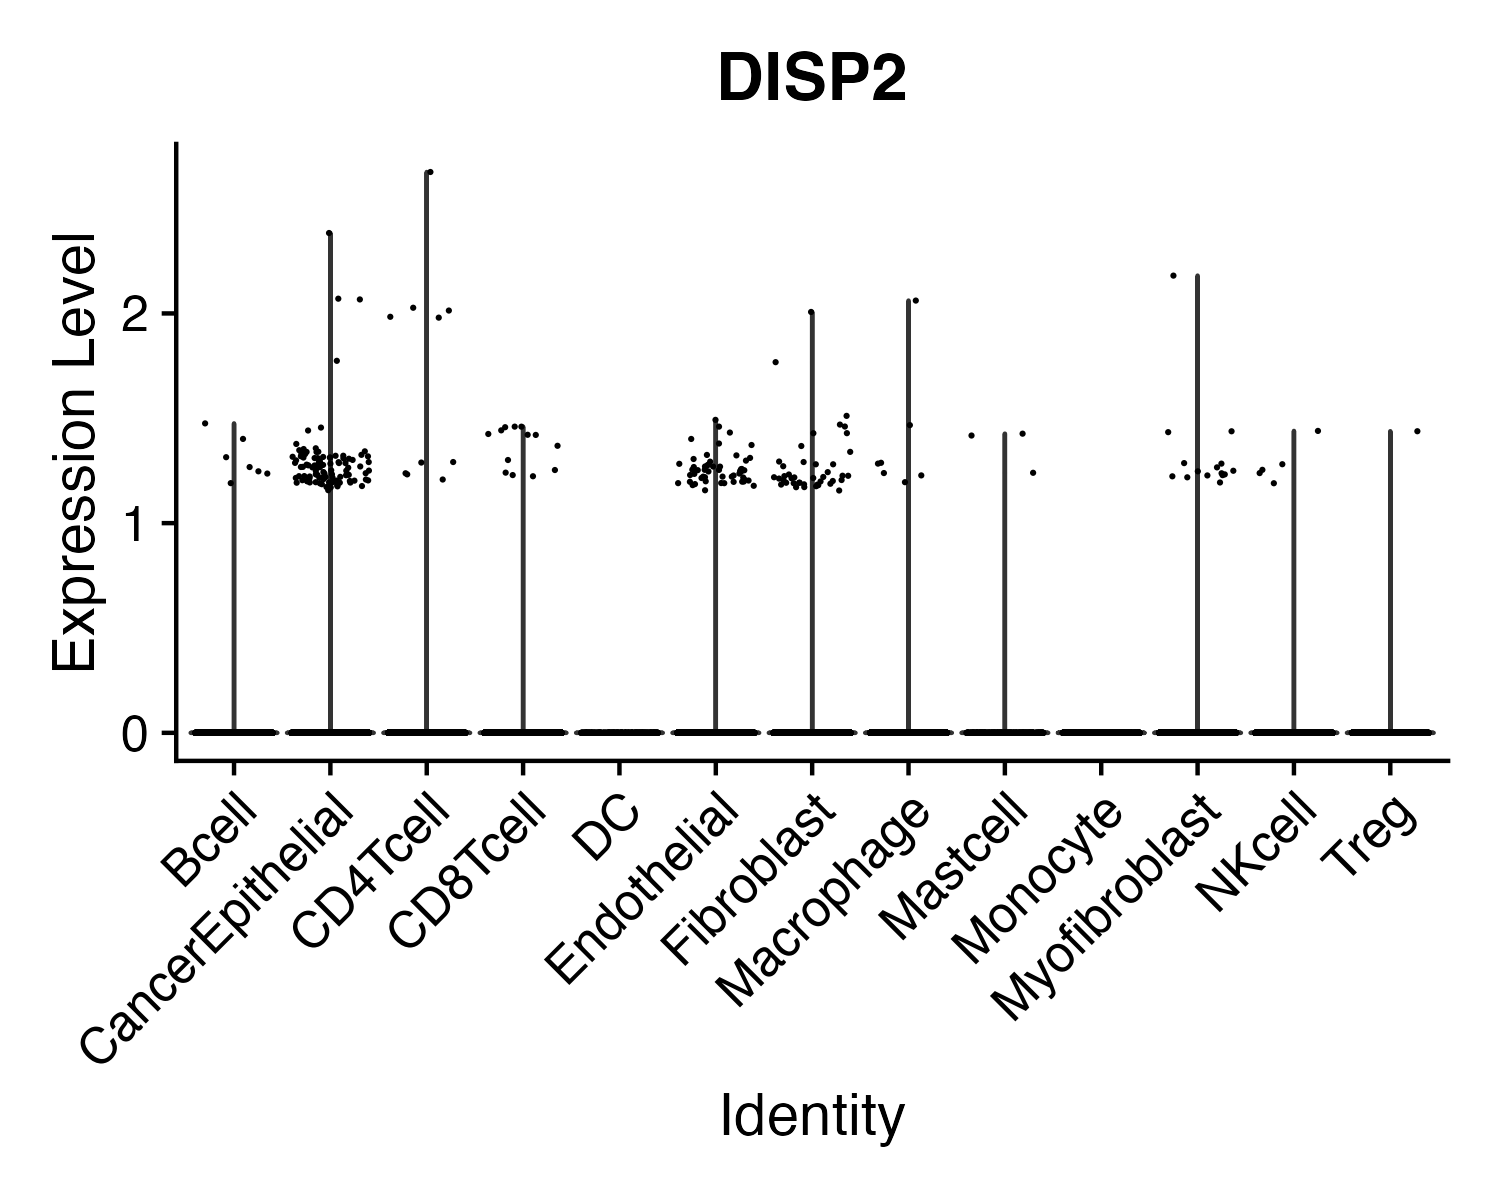 DISP2
Expression Level
2
1
0
Bcell
CancerEpithelial
CD4Tcell
CD8Tcell
DC
Endothelial
Fibroblast
Macrophage
Mastcell
Monocyte
Myofibroblast
NKcell
Treg
Identity